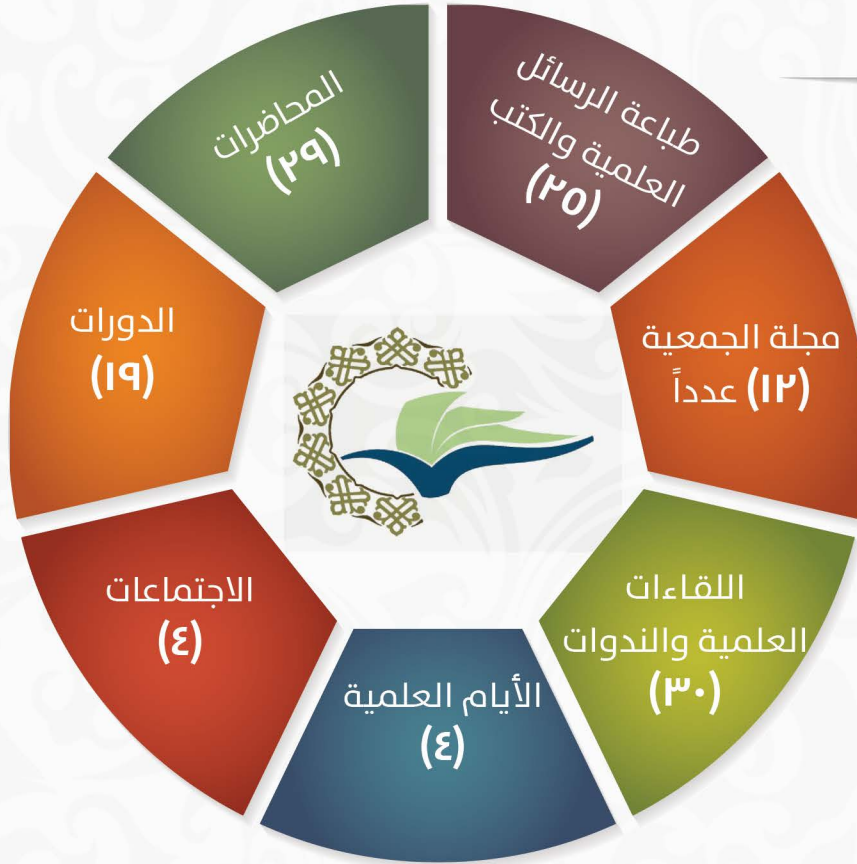 طباعة الرسائل
العلمية والكتب
(٢٥)
مجلة الجمعية
(١٢) عدداً
اللقاءات
العلمية والندوات
(٣٠)
الأيام العلمية
(٤)
الاجتماعات
(٤)
الدورات
(١٩)
المحاضرات
(٢٩)